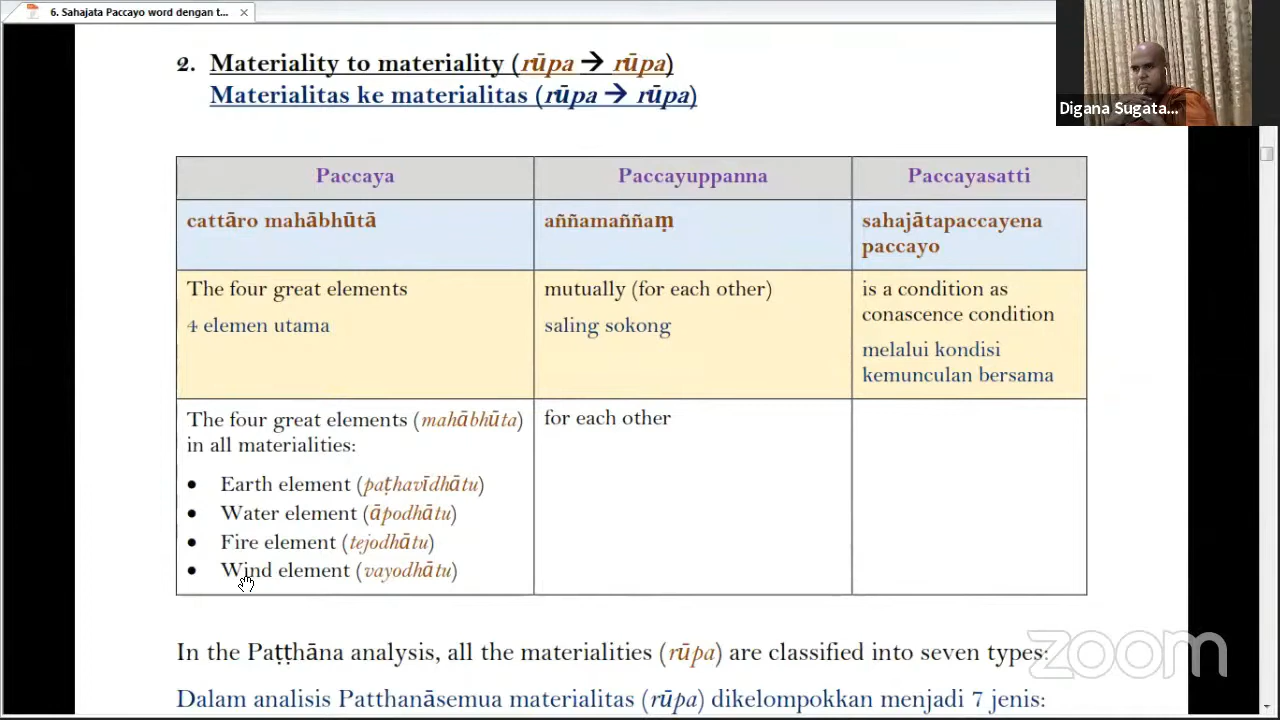 6. Sahajata Paccayo word dengan t...
Digana Sugata...
2. Materiality to materiality (rūpa → rūpa)
Materialitas ke materialitas (rūpa → rūpa)
Paccaya Paccayuppanna Paccayasatti
cattāro mahābhūtā
aññamaññaṃ
sahajātapaccayena
paccayo
The four great elements
4 elemen utama
mutually (for each other)
saling sokong
is a condition as
conascence condition
melalui kondisi
kemunculan bersama
The four great elements (mahābhūta)
in all materialities:
• Earth element (paṭhavīdhātu)
• Water element (āpodhātu)
• Fire element (tejodhātu)
• Wind element (vayodhātu)
for each other
In the Paṭṭhāna analysis, all the materialities (rūpa) are classified into seven types:
Dalam analisis Patthanāsemua materialitas (rūpa) dikelompokkan menjadi 7 jenis:
zoom